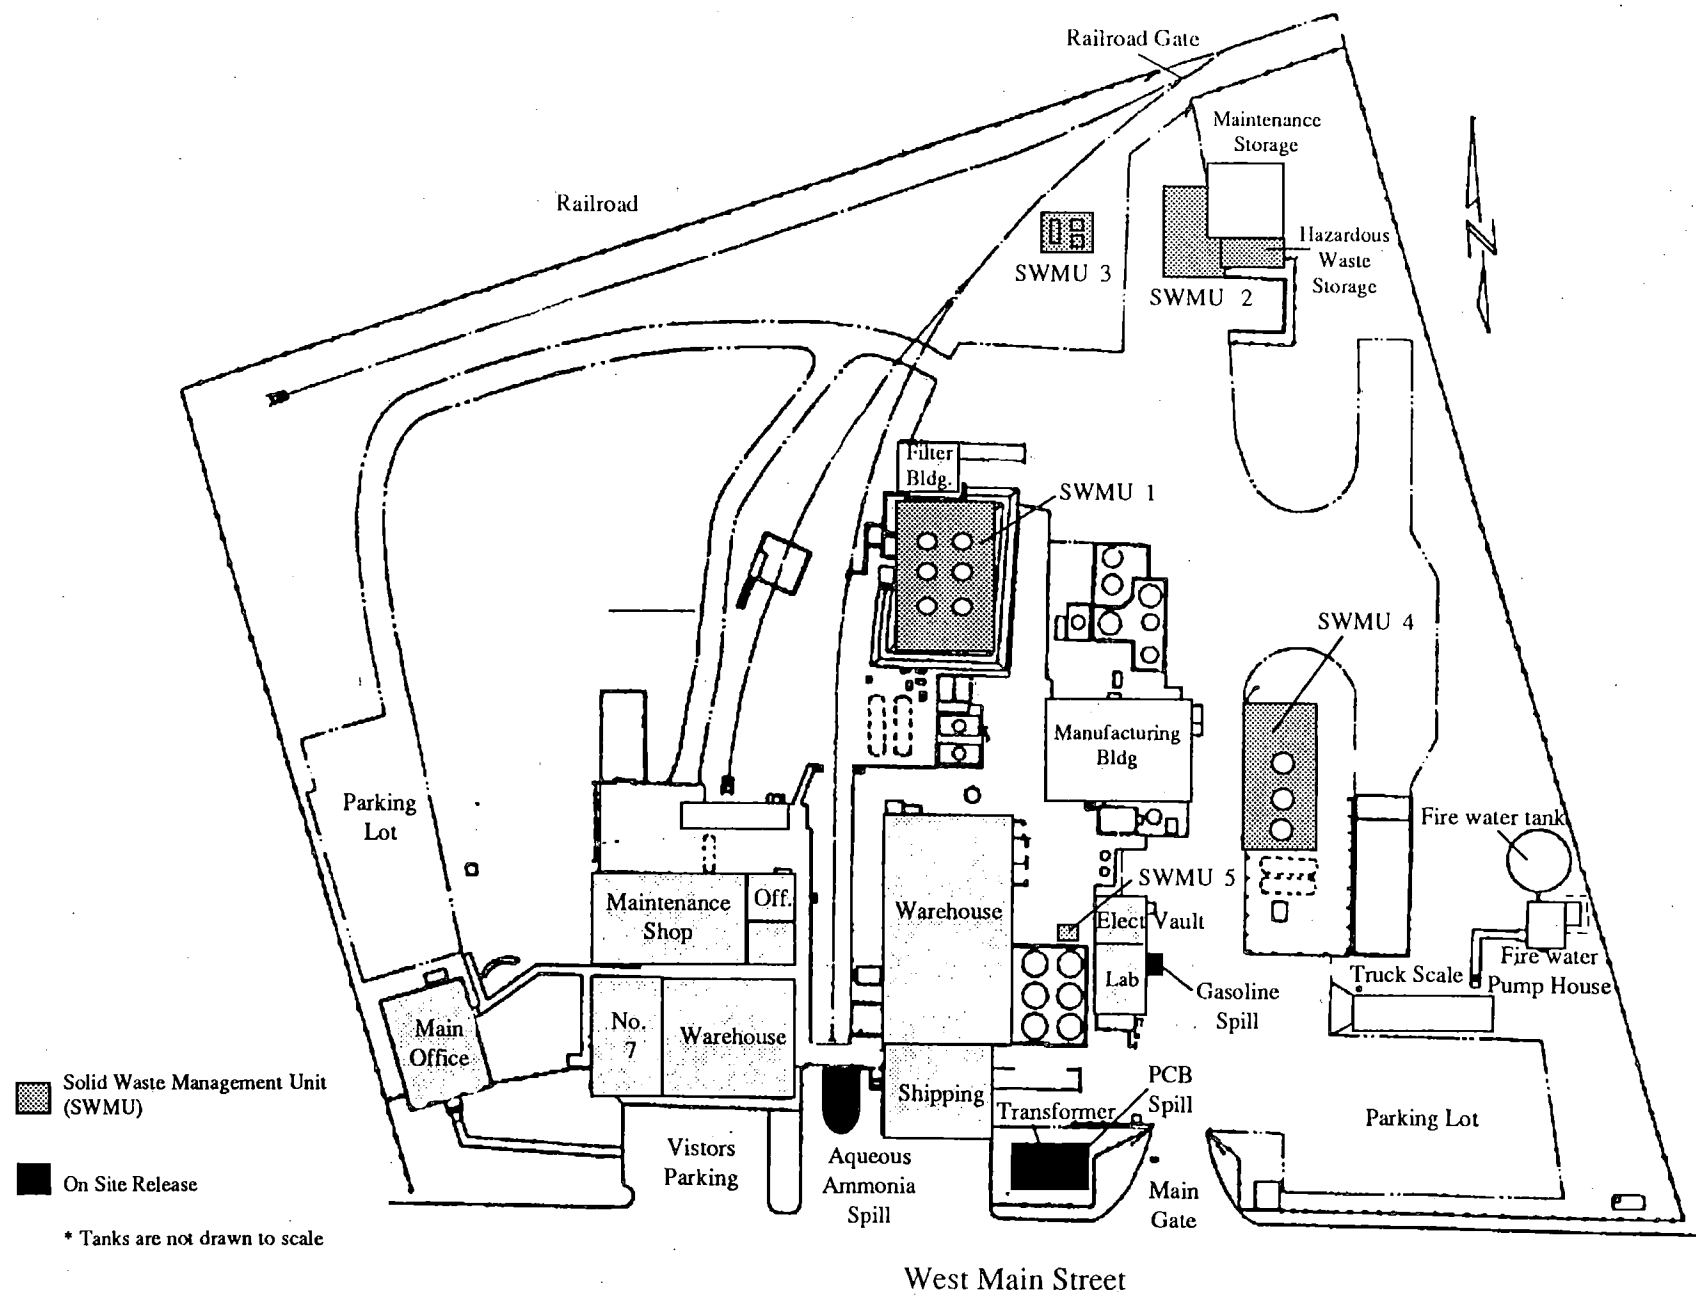 Railroad Gate
Maintenance
Storage
Railroad
Hazardous
Waste
Storage
SWMU 3
SWMU 2
Filter
Bldg.
SWMU 1
SWMU 4
Manufacturing
Bldg
Parking
Lot
Fire water tank
SWMU 5
Maintenance
Shop
Off.
Warehouse
Elect Vault
Lab
Gasoline
Spill
Truck Scale
Fire water
Pump House
Main
Office
No.
7
Warehouse
Solid Waste Management Unit
(SWMU)
Shipping
Transformer
PCB
Spill
Parking Lot
Vistors
Parking
Aqueous
Ammonia
Spill
Main
Gate
On Site Release
* Tanks are not drawn to scale
West Main Street